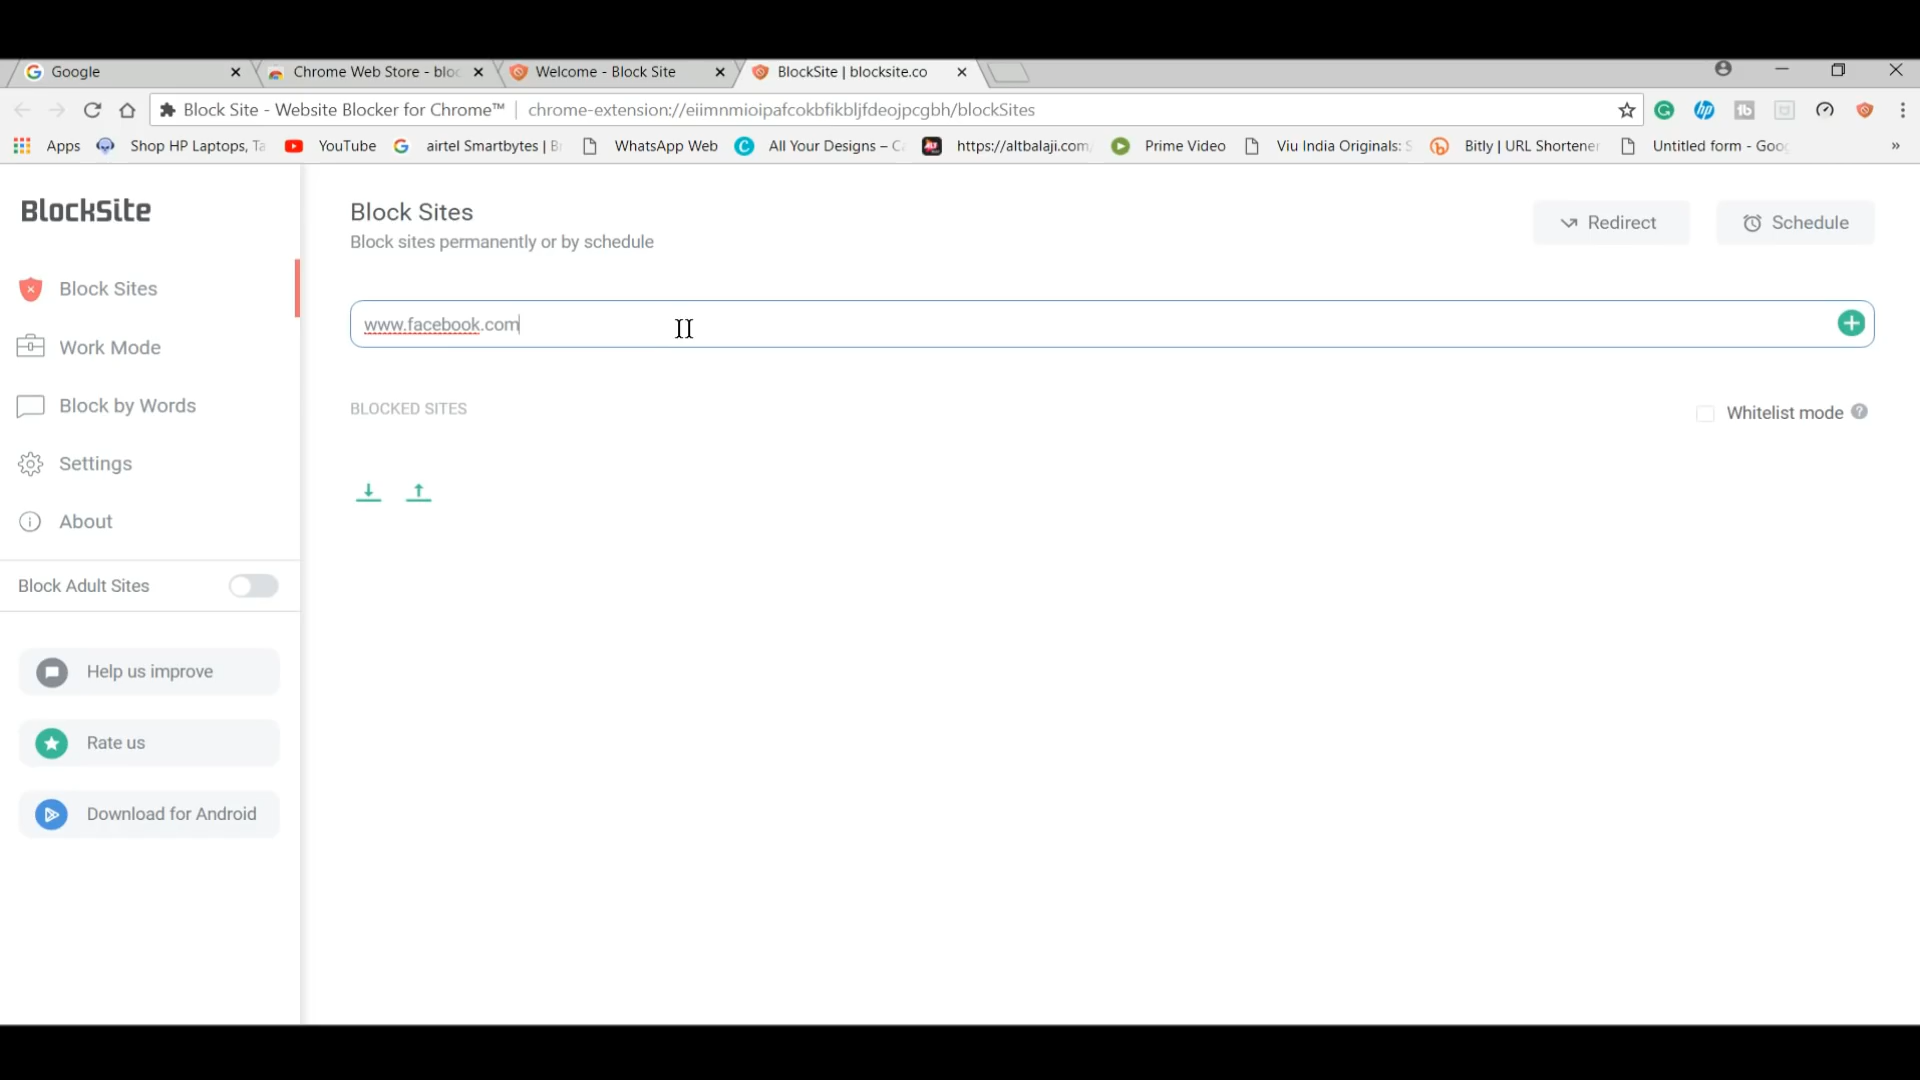 Google
Chrome Web Store - bloc
Welcome - Block Site
BlockSite | blocksite.co
Block Site - Website Blocker for Chrome™ | chrome-extension://eiimnmioipafcokbfikbljfdeojpcgbh/blockSites
Apps
Shop HP Laptops, Ta
YouTube
airtel Smartbytes | B
WhatsApp Web
All Your Designs – C
https://altbalaji.com
Prime Video
Viu India Originals: S
Bitly | URL Shortener
Untitled form - Goo
»
BlockSite
Block Sites
Work Mode
Block by Words
Settings
About
Block Adult Sites
Help us improve
Rate us
Download for Android
Block Sites
Block sites permanently or by schedule
Redirect
Schedule
www.facebook.com
BLOCKED SITES
Whitelist mode ?